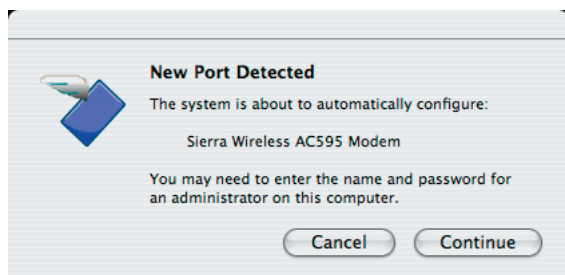 New Port Detected
The system is about to automatically configure:
Sierra Wireless AC595 Modem
You may need to enter the name and password for
an administrator on this computer.
Cancel Continue